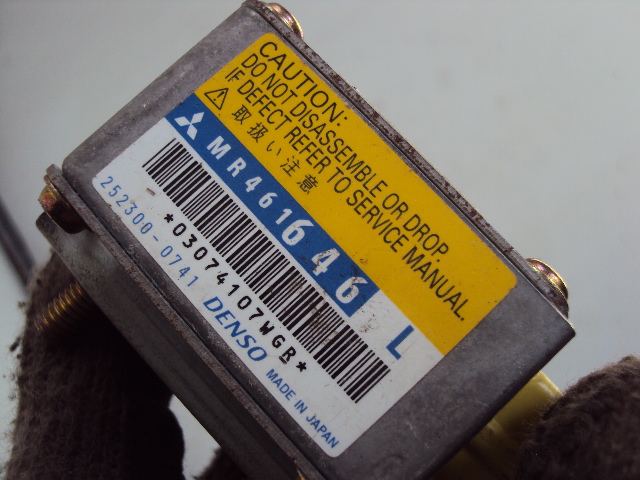 CAUTION:
DO NOT DISASSEMBLE OR DROP.
IF DEFECT REFER TO SERVICE MANUAL.
取扱い注意
MR461646 L
*03074107WGR*
252300-0741 DENSO MADE IN JAPAN